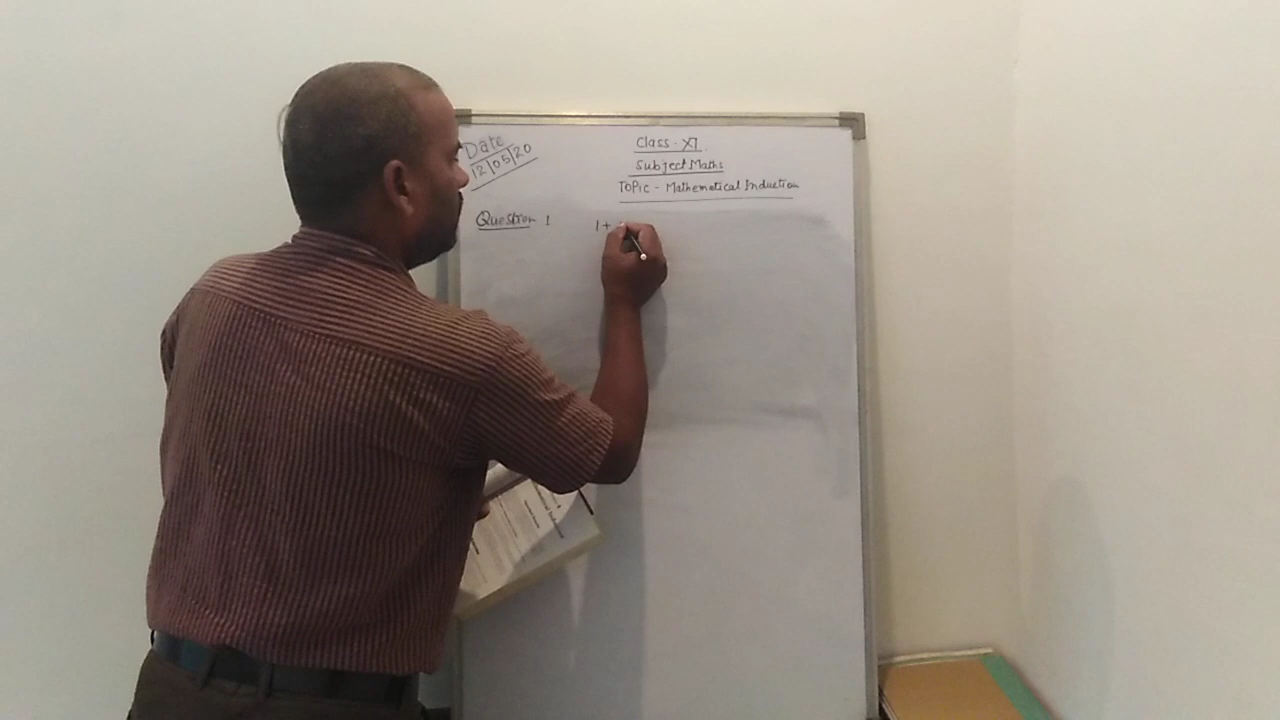 Date
12/05/20
Class - XI
Subject Maths
Topic - Mathematical Induction
Question 1 1+